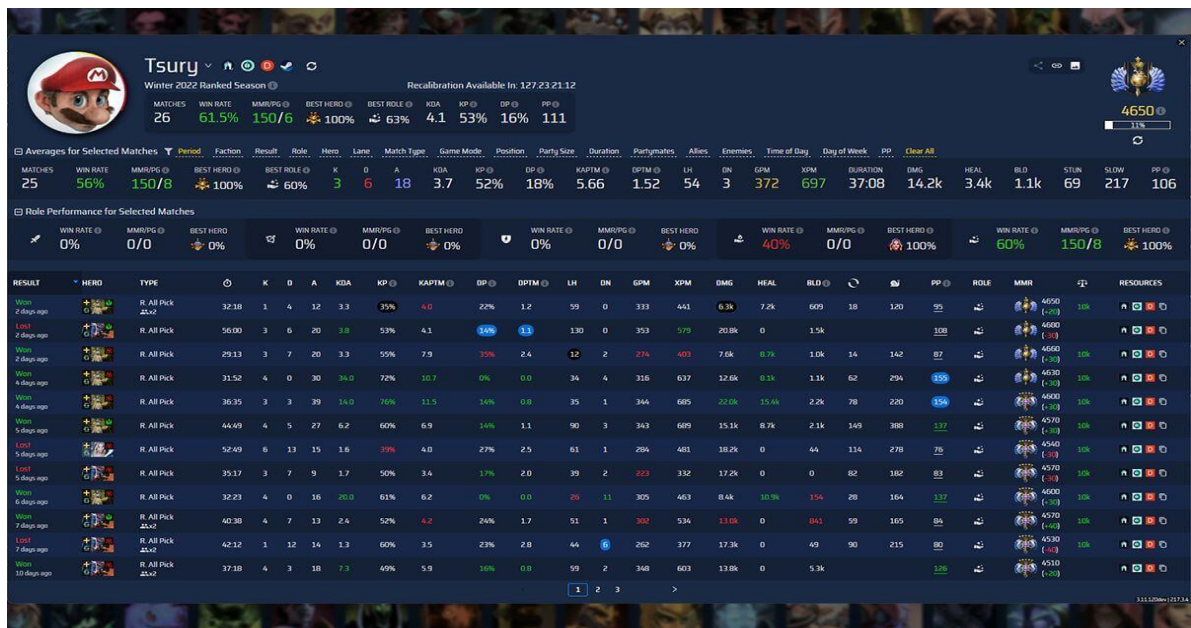 Tsury
Winter 2022 Ranked Season
Recalibration Available In: 127:23:21:12
MATCHES WIN RATE MMR/PG BEST HERO BEST ROLE KDA KP DP PP
26 61.5% 150/6 100% 63% 4.1 53% 16% 111
4650
11%
Averages for Selected Matches Period Faction Result Role Hero Lane Match Type Game Mode Position Party Size Duration Partymates Allies Enemies Time of Day Day of Week PP Clear All
MATCHES WIN RATE MMR/PG BEST HERO BEST ROLE K D A KDA KP DP KAPTM DPTM LH DN GPM XPM DURATION DMG HEAL BLD STUN SLOW PP
25 56% 150/8 100% 60% 3 6 18 3.7 52% 18% 5.66 1.52 54 3 372 697 37:08 14.2k 3.4k 1.1k 69 217 106
Role Performance for Selected Matches
WIN RATE MMR/PG BEST HERO WIN RATE MMR/PG BEST HERO WIN RATE MMR/PG BEST HERO WIN RATE MMR/PG BEST HERO WIN RATE MMR/PG BEST HERO
0% 0/0 0% 0% 0/0 0% 0% 0/0 0% 40% 0/0 100% 60% 150/8 100%
RESULT HERO TYPE K D A KDA KP KAPTM DP DPTM LH DN GPM XPM DMG HEAL BLD PP ROLE MMR RESOURCES
Won R. All Pick 32:18 1 4 12 3.3 35% 4.0 22% 1.2 59 0 333 441 6.3k 7.2k 609 18 120 95 4650 10k
2 days ago x2 (+20)
Lost R. All Pick 56:00 3 6 20 3.8 53% 4.1 14% 1.1 130 0 353 579 20.8k 0 1.5k 108 4680
2 days ago (-30)
Won R. All Pick 29:13 3 7 20 3.3 55% 7.9 35% 2.4 12 2 274 403 7.6k 8.7k 1.0k 14 142 87 4660 10k
2 days ago (+30)
Won R. All Pick 31:52 4 0 30 34.0 72% 10.7 0% 0.0 34 4 316 637 12.6k 8.1k 1.1k 62 294 155 4630 10k
4 days ago (+30)
Won R. All Pick 36:35 3 3 39 14.0 76% 11.5 14% 0.8 35 1 344 685 22.0k 15.4k 2.2k 78 220 154 4600 10k
4 days ago (+30)
Won R. All Pick 44:49 4 5 27 6.2 60% 6.9 14% 1.1 90 3 343 689 15.1k 8.7k 2.1k 149 388 137 4570 10k
5 days ago (+30)
Lost R. All Pick 52:49 6 13 15 1.6 39% 4.0 27% 2.5 61 1 284 481 18.2k 0 44 114 278 76 4540 10k
5 days ago (-30)
Lost R. All Pick 35:17 3 7 9 1.7 50% 3.4 17% 2.0 39 2 223 332 17.2k 0 0 82 182 83 4570 10k
5 days ago (-30)
Won R. All Pick 32:23 4 0 16 20.0 61% 6.2 0% 0.0 26 11 305 463 8.4k 10.9k 154 28 164 137 4600 10k
6 days ago (+30)
Won R. All Pick 40:38 4 7 13 2.4 52% 4.2 24% 1.7 51 1 302 534 13.6k 0 841 59 165 84 4570 10k
7 days ago x2 (+40)
Lost R. All Pick 42:12 1 12 14 1.3 60% 3.5 23% 2.8 44 6 262 377 17.3k 0 49 90 215 80 4530 10k
7 days ago x2 (-40)
Won R. All Pick 37:18 4 3 18 7.3 49% 5.9 16% 0.8 59 2 348 603 13.8k 0 5.3k 126 4510
10 days ago x2 (+20)
1 2 3 >